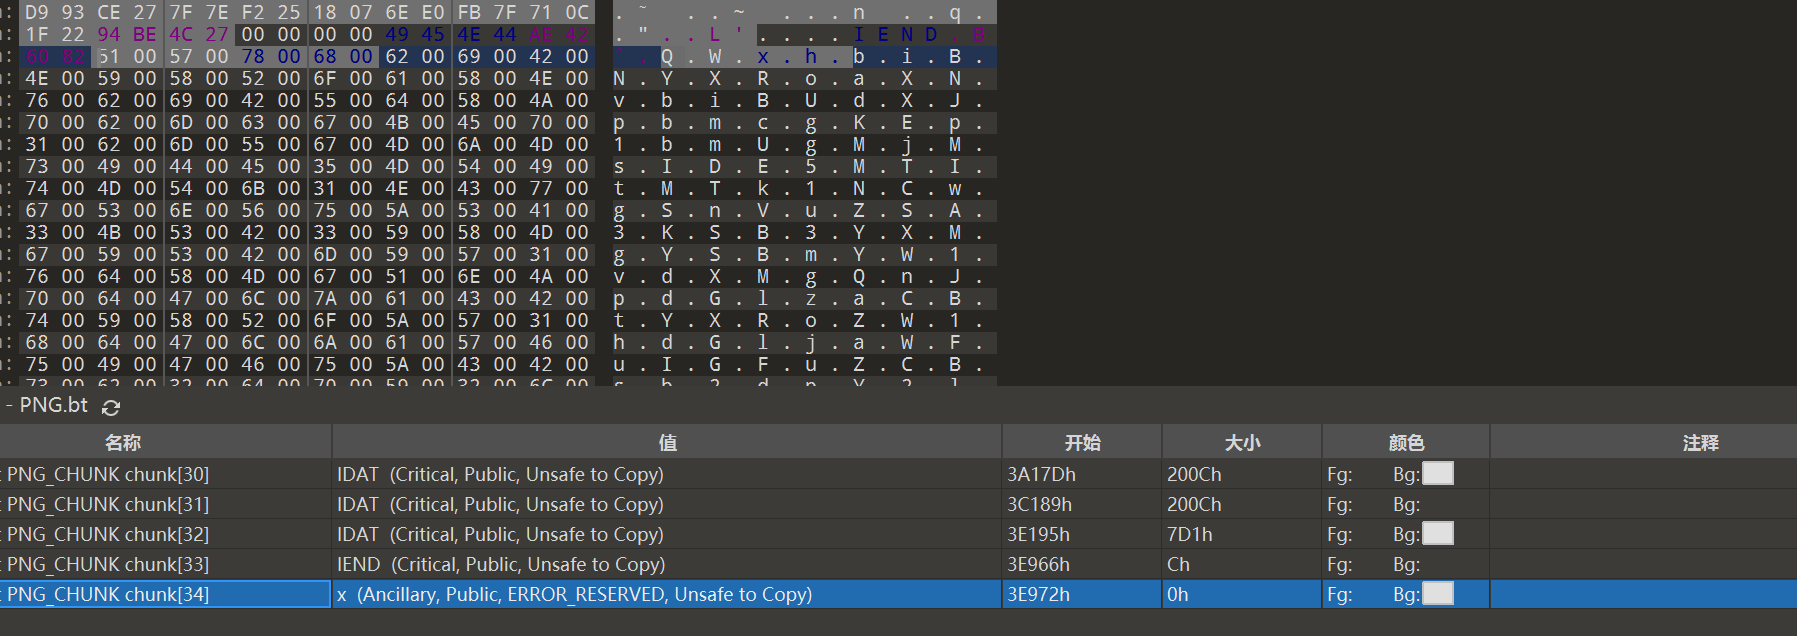 D9 93 CE 27 7F 7E F2 25 18 07 6E E0 FB 7F 71 0C . ~ . . ~ . . . . n . . q .
1F 22 94 BE 4C 27 00 00 00 00 49 45 4E 44 AE 42 . " . . L ' . . . . I E N D . B
60 82 51 00 57 00 78 00 68 00 62 00 69 00 42 00 ` . Q . W . x . h . b . i . B .
4E 00 59 00 58 00 52 00 6F 00 61 00 58 00 4E 00 N . Y . X . R . o . a . X . N .
76 00 62 00 69 00 42 00 55 00 64 00 58 00 4A 00 v . b . i . B . U . d . X . J .
70 00 62 00 6D 00 63 00 67 00 4B 00 45 00 70 00 p . b . m . c . g . K . E . p .
31 00 62 00 6D 00 55 00 67 00 4D 00 6A 00 4D 00 1 . b . m . U . g . M . j . M .
73 00 49 00 44 00 45 00 35 00 4D 00 54 00 49 00 s . I . D . E . 5 . M . T . I .
74 00 4D 00 54 00 6B 00 31 00 4E 00 43 00 77 00 t . M . T . k . 1 . N . C . w .
67 00 53 00 6E 00 56 00 75 00 5A 00 53 00 41 00 g . S . n . V . u . Z . S . A .
33 00 4B 00 53 00 42 00 33 00 59 00 58 00 4D 00 3 . K . S . B . 3 . Y . X . M .
67 00 59 00 53 00 42 00 6D 00 59 00 57 00 31 00 g . Y . S . B . m . Y . W . 1 .
76 00 64 00 58 00 4D 00 67 00 51 00 6E 00 4A 00 v . d . X . M . g . Q . n . J .
70 00 64 00 47 00 6C 00 7A 00 61 00 43 00 42 00 p . d . G . l . z . a . C . B .
74 00 59 00 58 00 52 00 6F 00 5A 00 57 00 31 00 t . Y . X . R . o . Z . W . 1 .
68 00 64 00 47 00 6C 00 6A 00 61 00 57 00 46 00 h . d . G . l . j . a . W . F .
75 00 49 00 47 00 46 00 75 00 5A 00 43 00 42 00 u . I . G . F . u . Z . C . B .
73 00 62 00 32 00 64 00 70 00 59 00 32 00 6C 00 s . b . 2 . d . p . Y . 2 . l .
- PNG.bt
名称 值 开始 大小 颜色 注释
PNG_CHUNK chunk[30] IDAT (Critical, Public, Unsafe to Copy) 3A17Dh 200Ch Fg: Bg:
PNG_CHUNK chunk[31] IDAT (Critical, Public, Unsafe to Copy) 3C189h 200Ch Fg: Bg:
PNG_CHUNK chunk[32] IDAT (Critical, Public, Unsafe to Copy) 3E195h 7D1h Fg: Bg:
PNG_CHUNK chunk[33] IEND (Critical, Public, Unsafe to Copy) 3E966h Ch Fg: Bg:
PNG_CHUNK chunk[34] x (Ancillary, Public, ERROR_RESERVED, Unsafe to Copy) 3E972h 0h Fg: Bg: